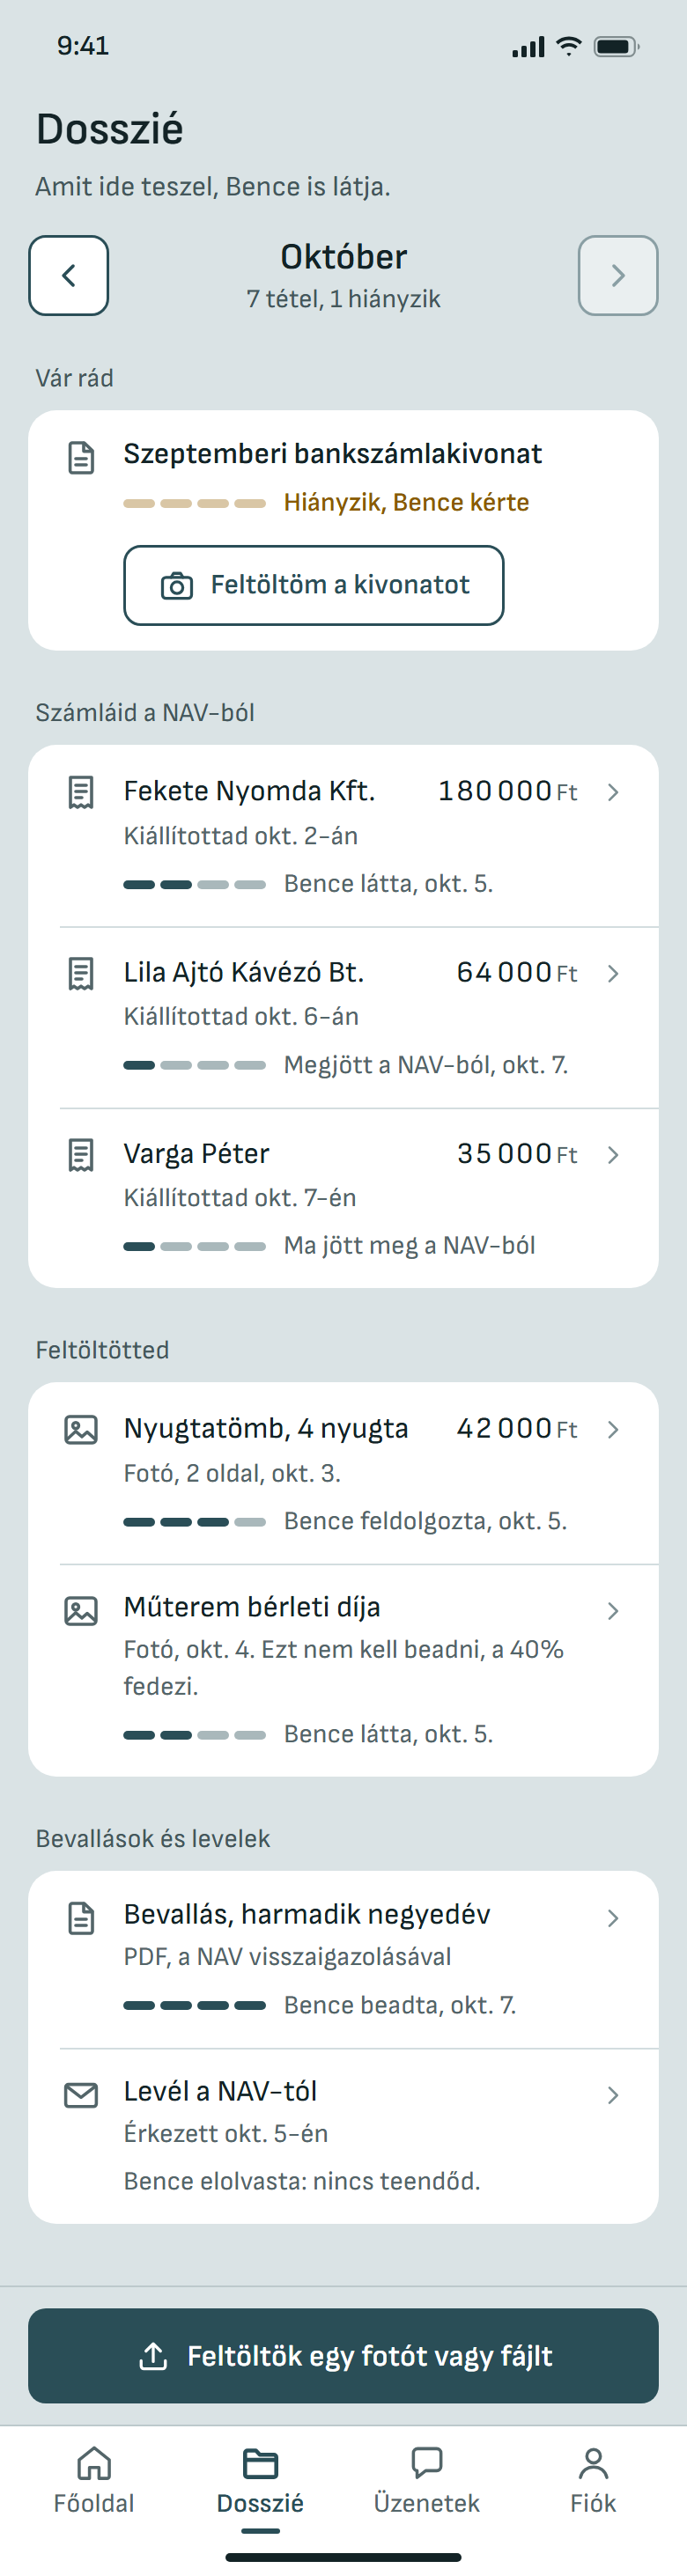 9:41
Dosszié
Amit ide teszel, Bence is látja.
Október
7 tétel, 1 hiányzik
Vár rád
Szeptemberi bankszámlakivonat
Hiányzik, Bence kérte
Feltöltöm a kivonatot
Számláid a NAV-ból
Fekete Nyomda Kft. 180 000 Ft
Kiállítottad okt. 2-án
Bence látta, okt. 5.
Lila Ajtó Kávézó Bt. 64 000 Ft
Kiállítottad okt. 6-án
Megjött a NAV-ból, okt. 7.
Varga Péter 35 000 Ft
Kiállítottad okt. 7-én
Ma jött meg a NAV-ból
Feltöltötted
Nyugtatömb, 4 nyugta 42 000 Ft
Fotó, 2 oldal, okt. 3.
Bence feldolgozta, okt. 5.
Műterem bérleti díja
Fotó, okt. 4. Ezt nem kell beadni, a 40%
fedezi.
Bence látta, okt. 5.
Bevallások és levelek
Bevallás, harmadik negyedév
PDF, a NAV visszaigazolásával
Bence beadta, okt. 7.
Levél a NAV-tól
Érkezett okt. 5-én
Bence elolvasta: nincs teendőd.
Feltöltök egy fotót vagy fájlt
Főoldal Dosszié Üzenetek Fiók